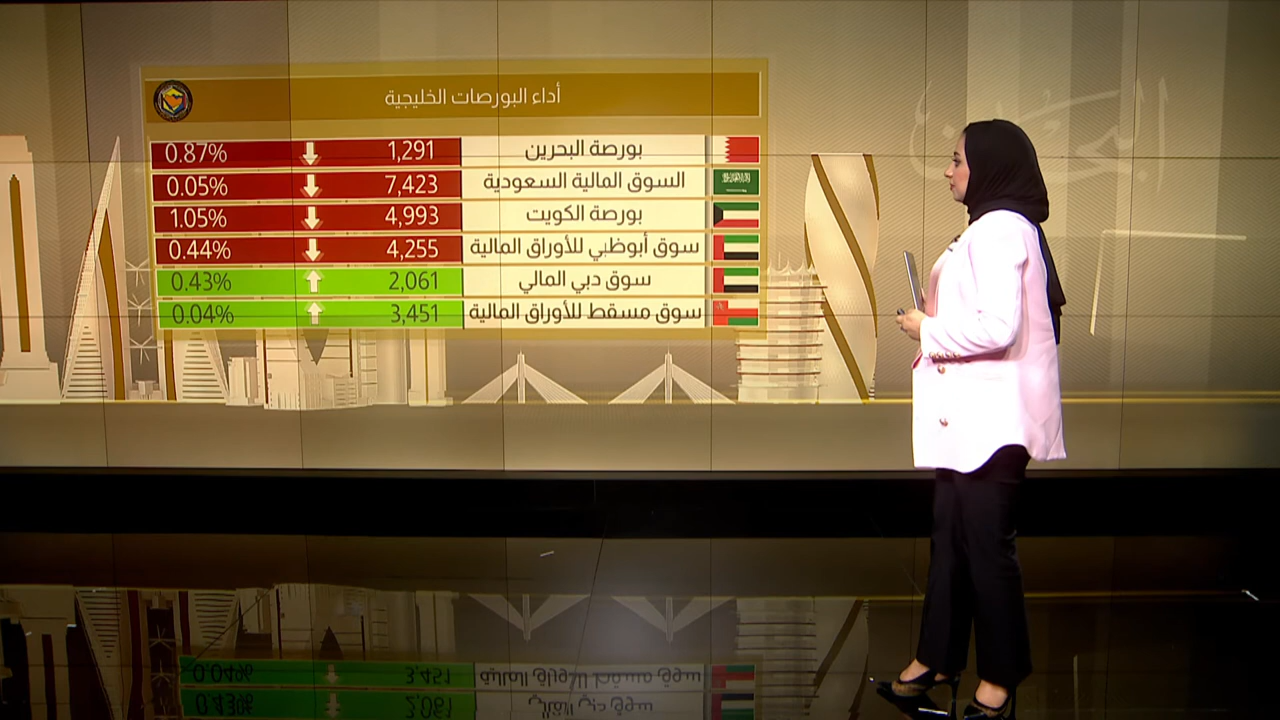 أداء البورصات الخليجية
بورصة البحرين 1,291 0.87%
السوق المالية السعودية 7,423 0.05%
بورصة الكويت 4,993 1.05%
سوق أبوظبي للأوراق المالية 4,255 0.44%
سوق دبي المالي 2,061 0.43%
سوق مسقط للأوراق المالية 3,451 0.04%